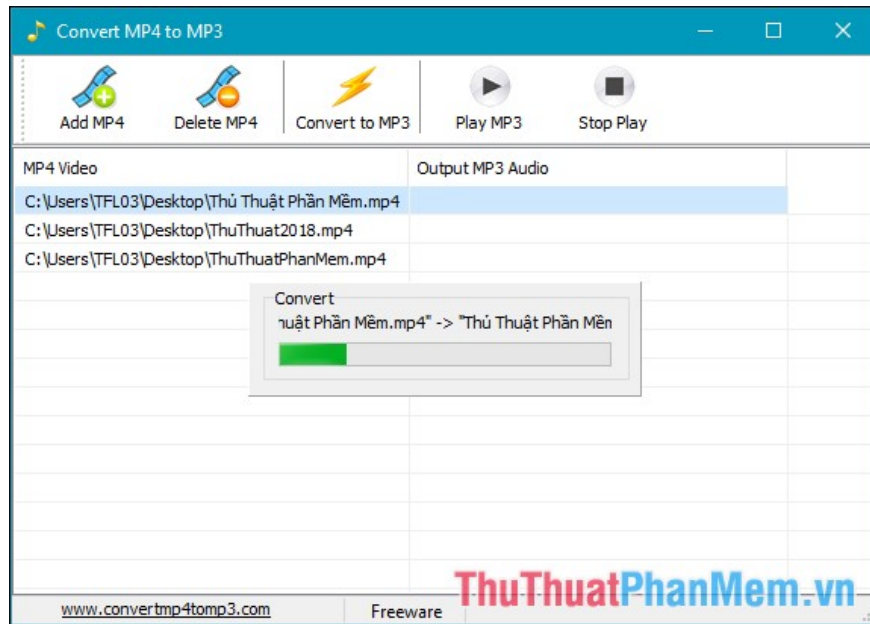 Convert MP4 to MP3
Add MP4 Delete MP4 Convert to MP3 Play MP3 Stop Play
MP4 Video Output MP3 Audio
C:\Users\TFL03\Desktop\Thủ Thuật Phần Mềm.mp4
C:\Users\TFL03\Desktop\ThuThuat2018.mp4
C:\Users\TFL03\Desktop\ThuThuatPhanMem.mp4
Convert
Phần Mềm.mp4" -> "Thủ Thuật Phần
ThuThuatPhanMem.vn
www.convertmp4tomp3.com Freeware